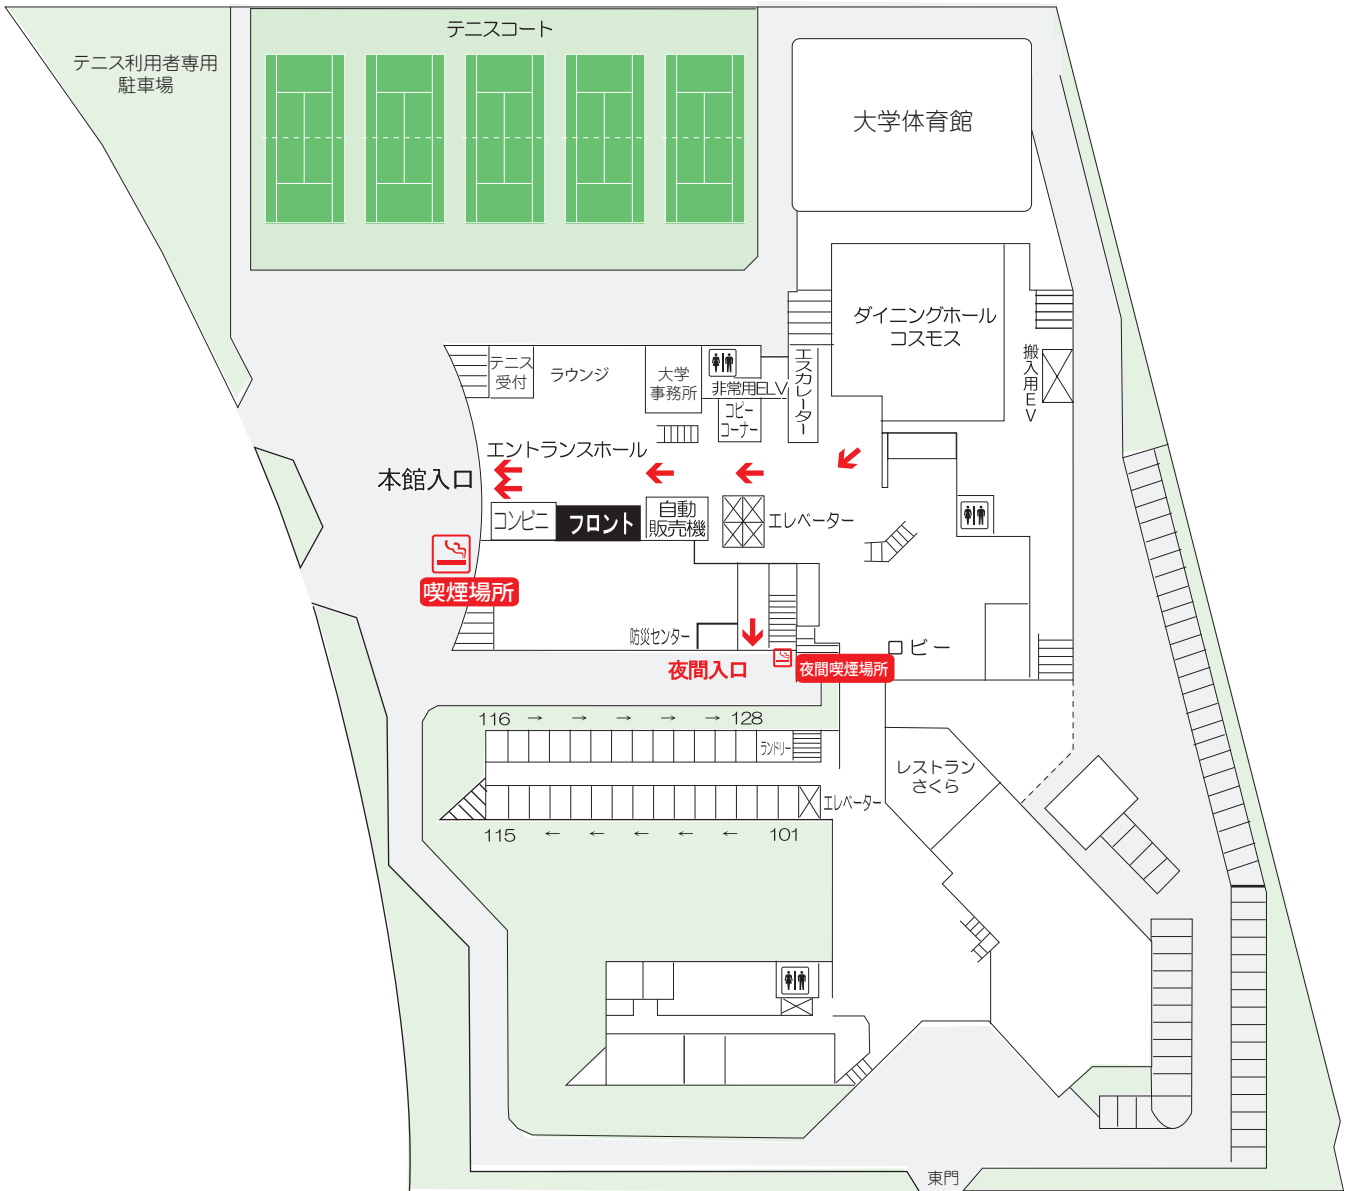 テニスコート
テニス利用者専用
駐車場
大学体育館
ダイニングホール
コスモス
搬入用EV
エスカレーター
テニス
受付
ラウンジ
大学
事務所
非常用ELV
コピー
コーナー
エントランスホール
本館入口
コンビニ
フロント
自動
販売機
エレベーター
喫煙場所
防災センター
夜間入口
夜間喫煙場所
ロビー
116 → → → → → 128
ランドリー
レストラン
さくら
エレベーター
115 ← ← ← ← ← 101
東門